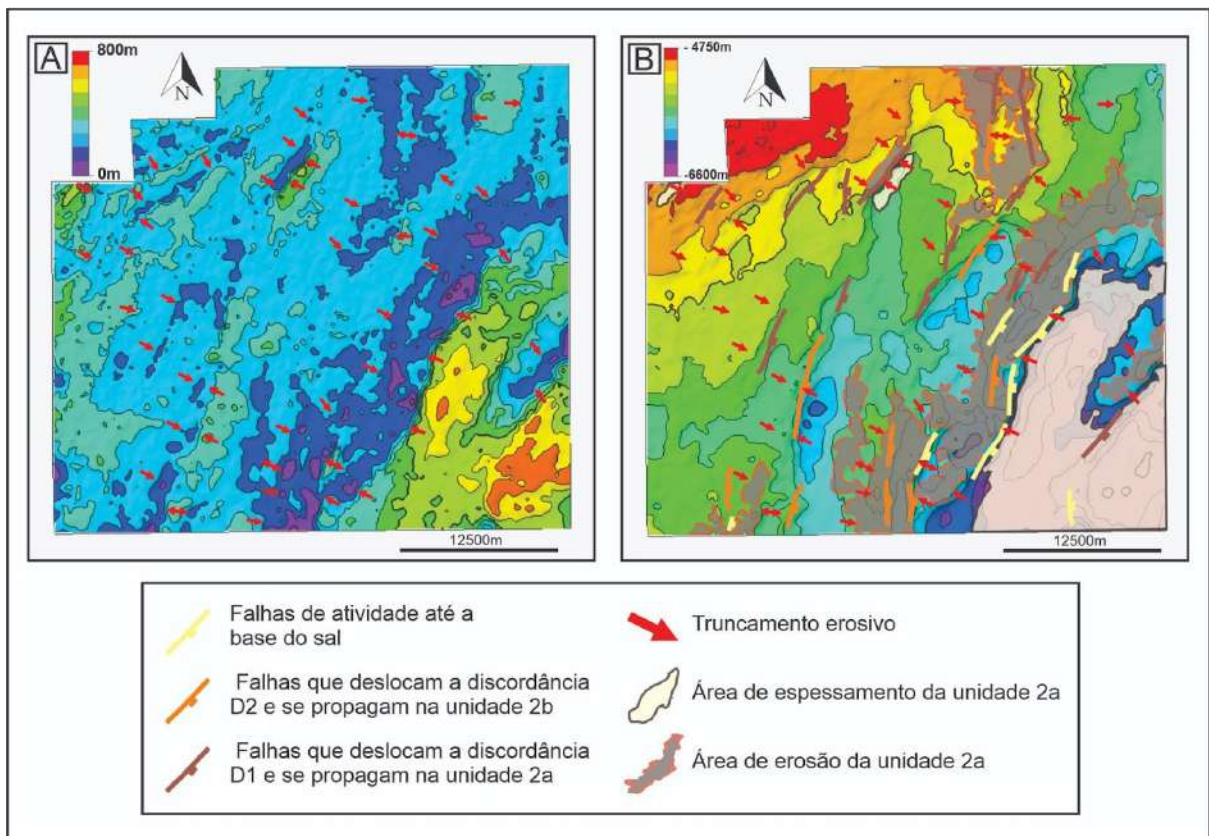 A
800m
0m
N
12500m
B
- 4750m
-6600m
N
12500m
Falhas de atividade até a
base do sal
Falhas que deslocam a discordância
D2 e se propagam na unidade 2b
Falhas que deslocam a discordância
D1 e se propagam na unidade 2a
Truncamento erosivo
Área de espessamento da unidade 2a
Área de erosão da unidade 2a